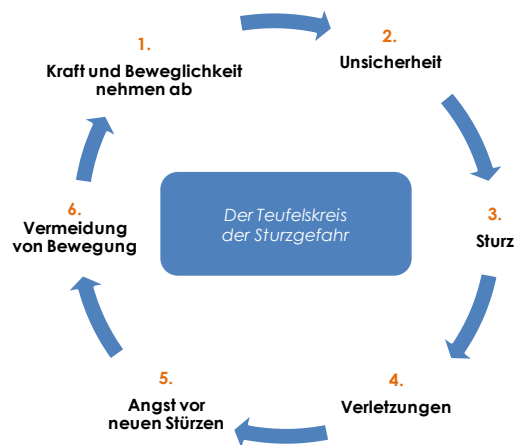 1.
Kraft und Beweglichkeit
nehmen ab
2.
Unsicherheit
3.
Sturz
4.
Verletzungen
5.
Angst vor
neuen Stürzen
6.
Vermeidung
von Bewegung
Der Teufelskreis
der Sturzgefahr